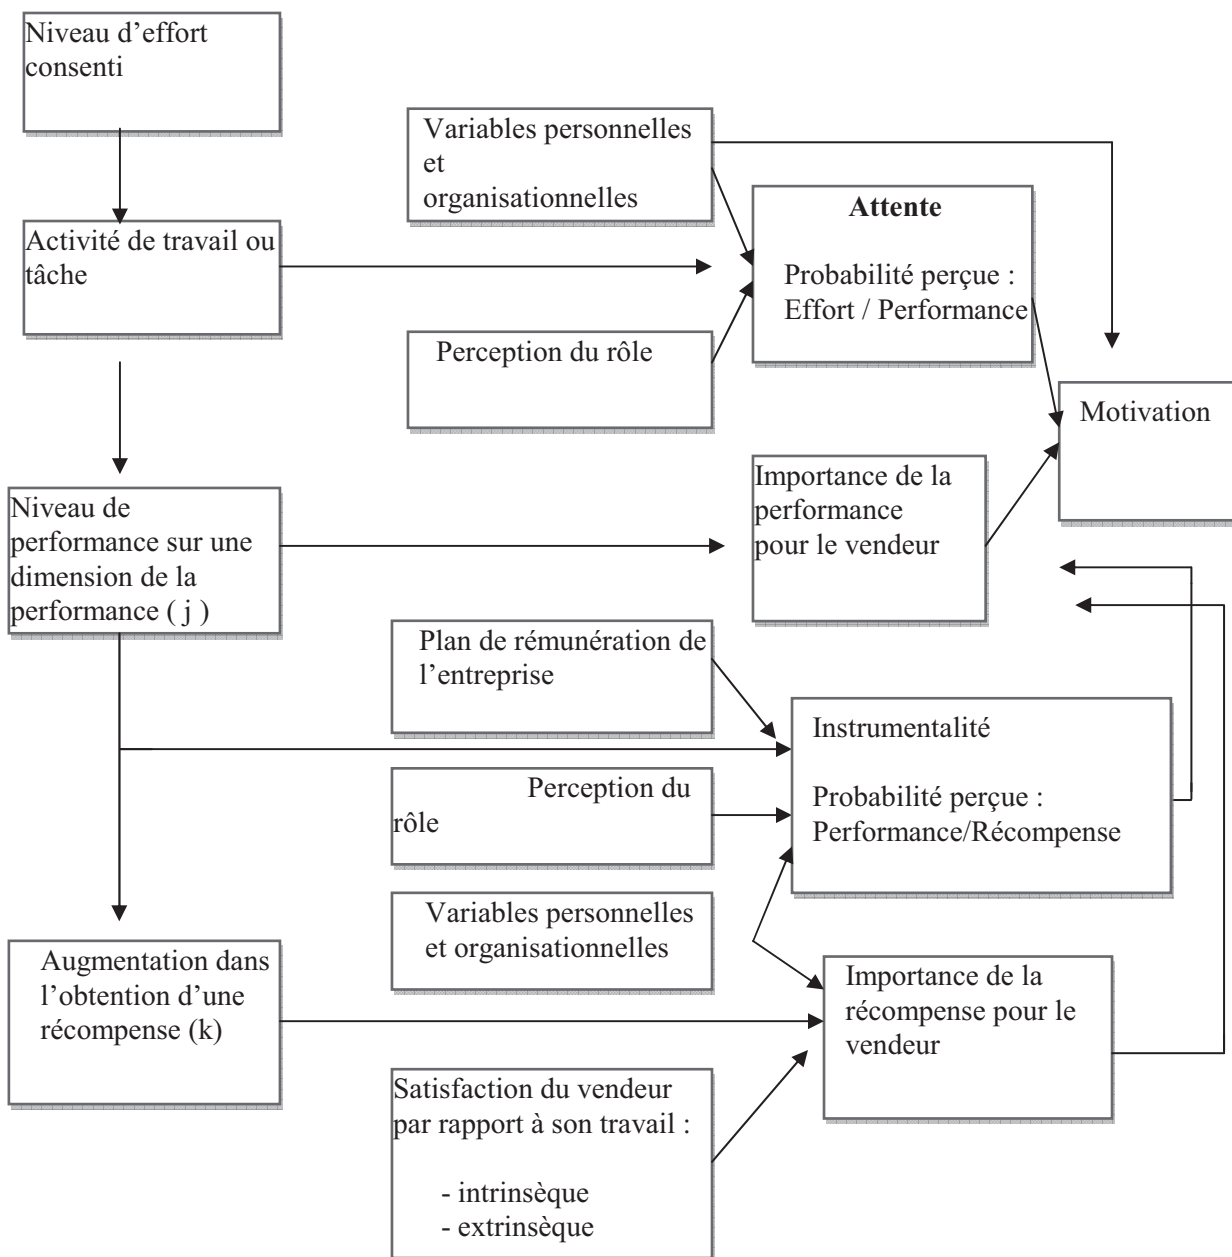 Niveau d’effort
consenti
Variables personnelles
et
organisationnelles
Attente
Probabilité perçue :
Effort / Performance
Activité de travail ou
tâche
Perception du rôle
Motivation
Niveau de
performance sur une
dimension de la
performance ( j )
Importance de la
performance
pour le vendeur
Plan de rémunération de
l’entreprise
Instrumentalité
Probabilité perçue :
Performance/Récompense
Perception du
rôle
Variables personnelles
et organisationnelles
Augmentation dans
l’obtention d’une
récompense (k)
Importance de la
récompense pour le
vendeur
Satisfaction du vendeur
par rapport à son travail :
- intrinsèque
- extrinsèque